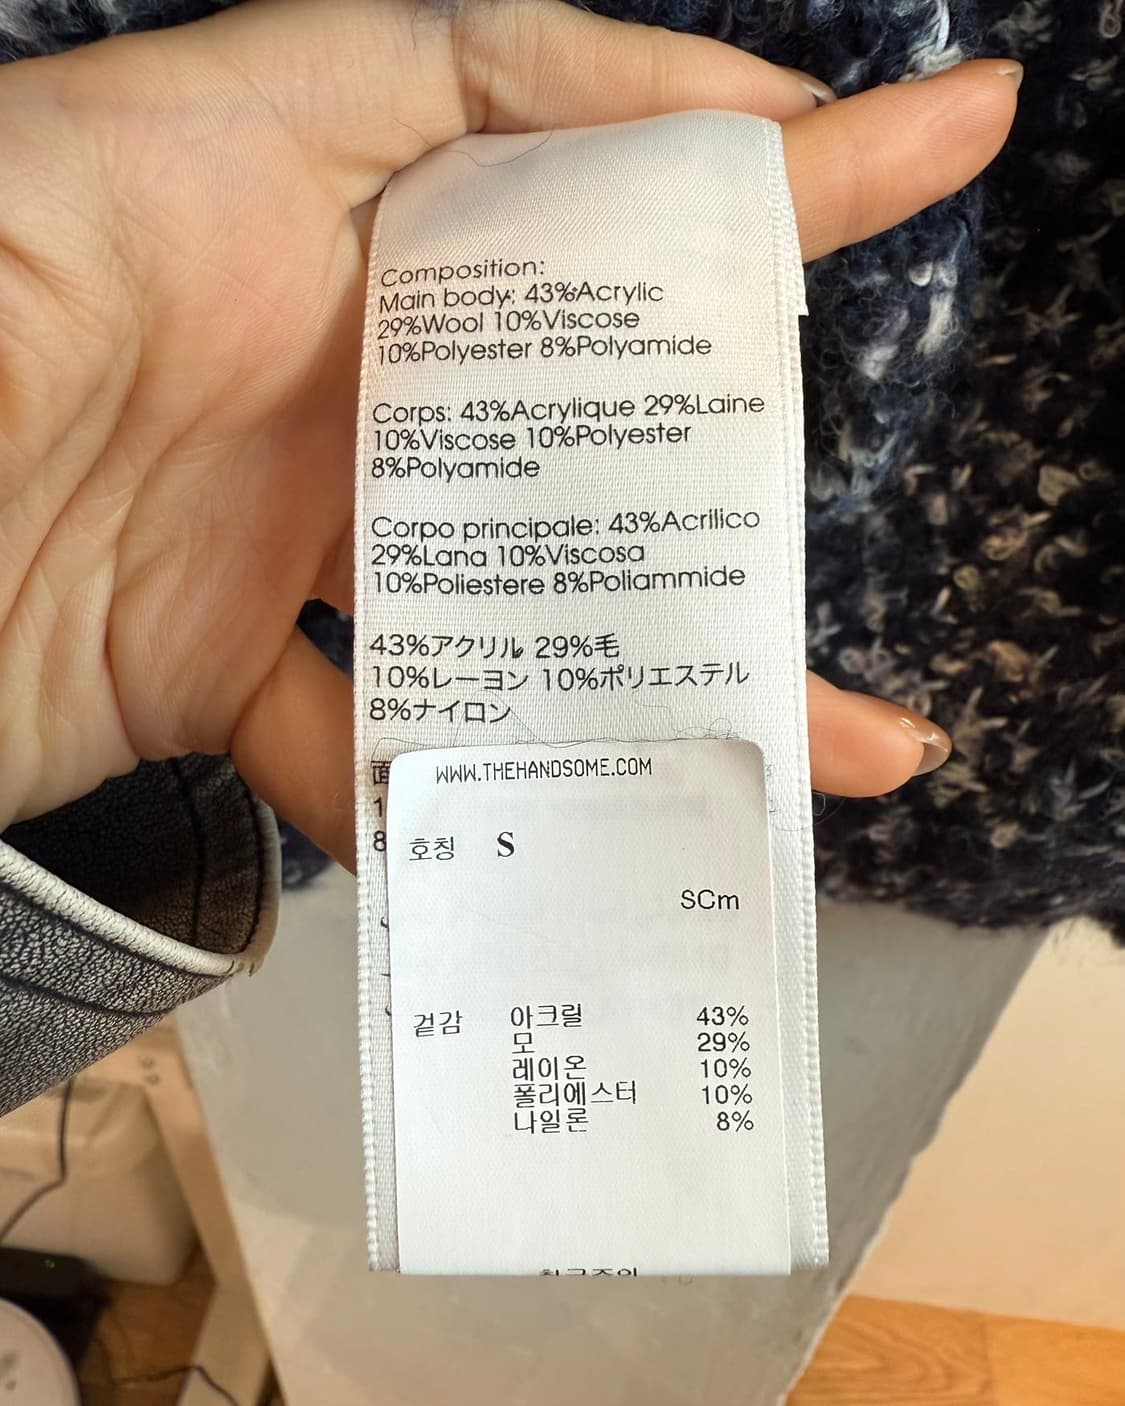 Composition:
Main body: 43%Acrylic
29%Wool 10%Viscose
10%Polyester 8%Polyamide
Corps: 43%Acrylique 29%Laine
10%Viscose 10%Polyester
8%Polyamide
Corpo principale: 43%Acrilico
29%Lana 10%Viscosa
10%Poliestere 8%Poliammide
43%アクリル 29%毛
10%レーヨン 10%ポリエステル
8%ナイロン
面
1
8
WWW.THEHANDSOME.COM
호칭 S
SCm
겉감 아크릴 43%
모 29%
레이온 10%
폴리에스터 10%
나일론 8%